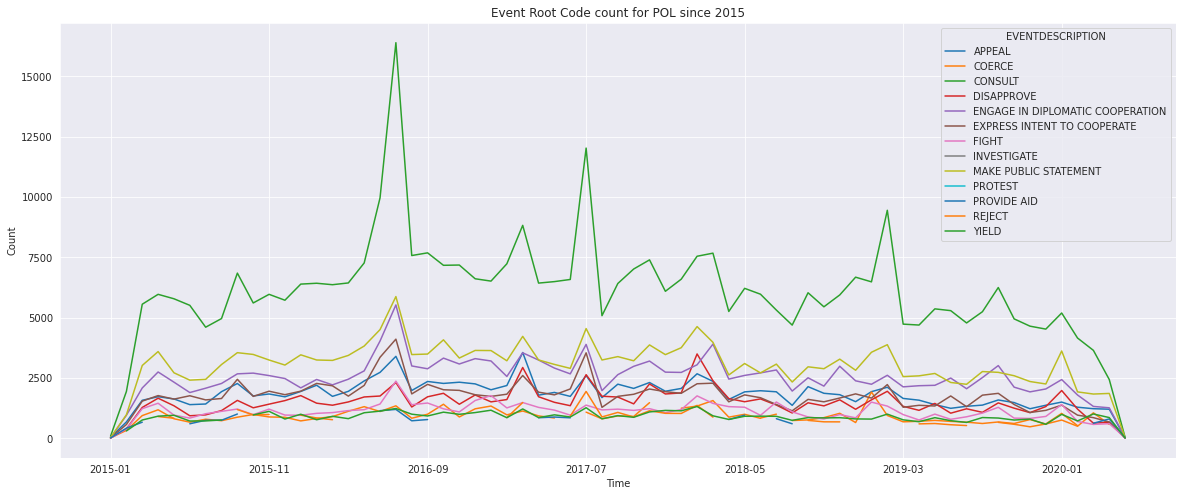 Event Root Code count for POL since 2015
EVENTDESCRIPTION
APPEAL
COERCE
CONSULT
DISAPPROVE
ENGAGE IN DIPLOMATIC COOPERATION
EXPRESS INTENT TO COOPERATE
FIGHT
INVESTIGATE
MAKE PUBLIC STATEMENT
PROTEST
PROVIDE AID
REJECT
YIELD
Count
15000
12500
10000
7500
5000
2500
0
2015-01
2015-11
2016-09
2017-07
2018-05
2019-03
2020-01
Time